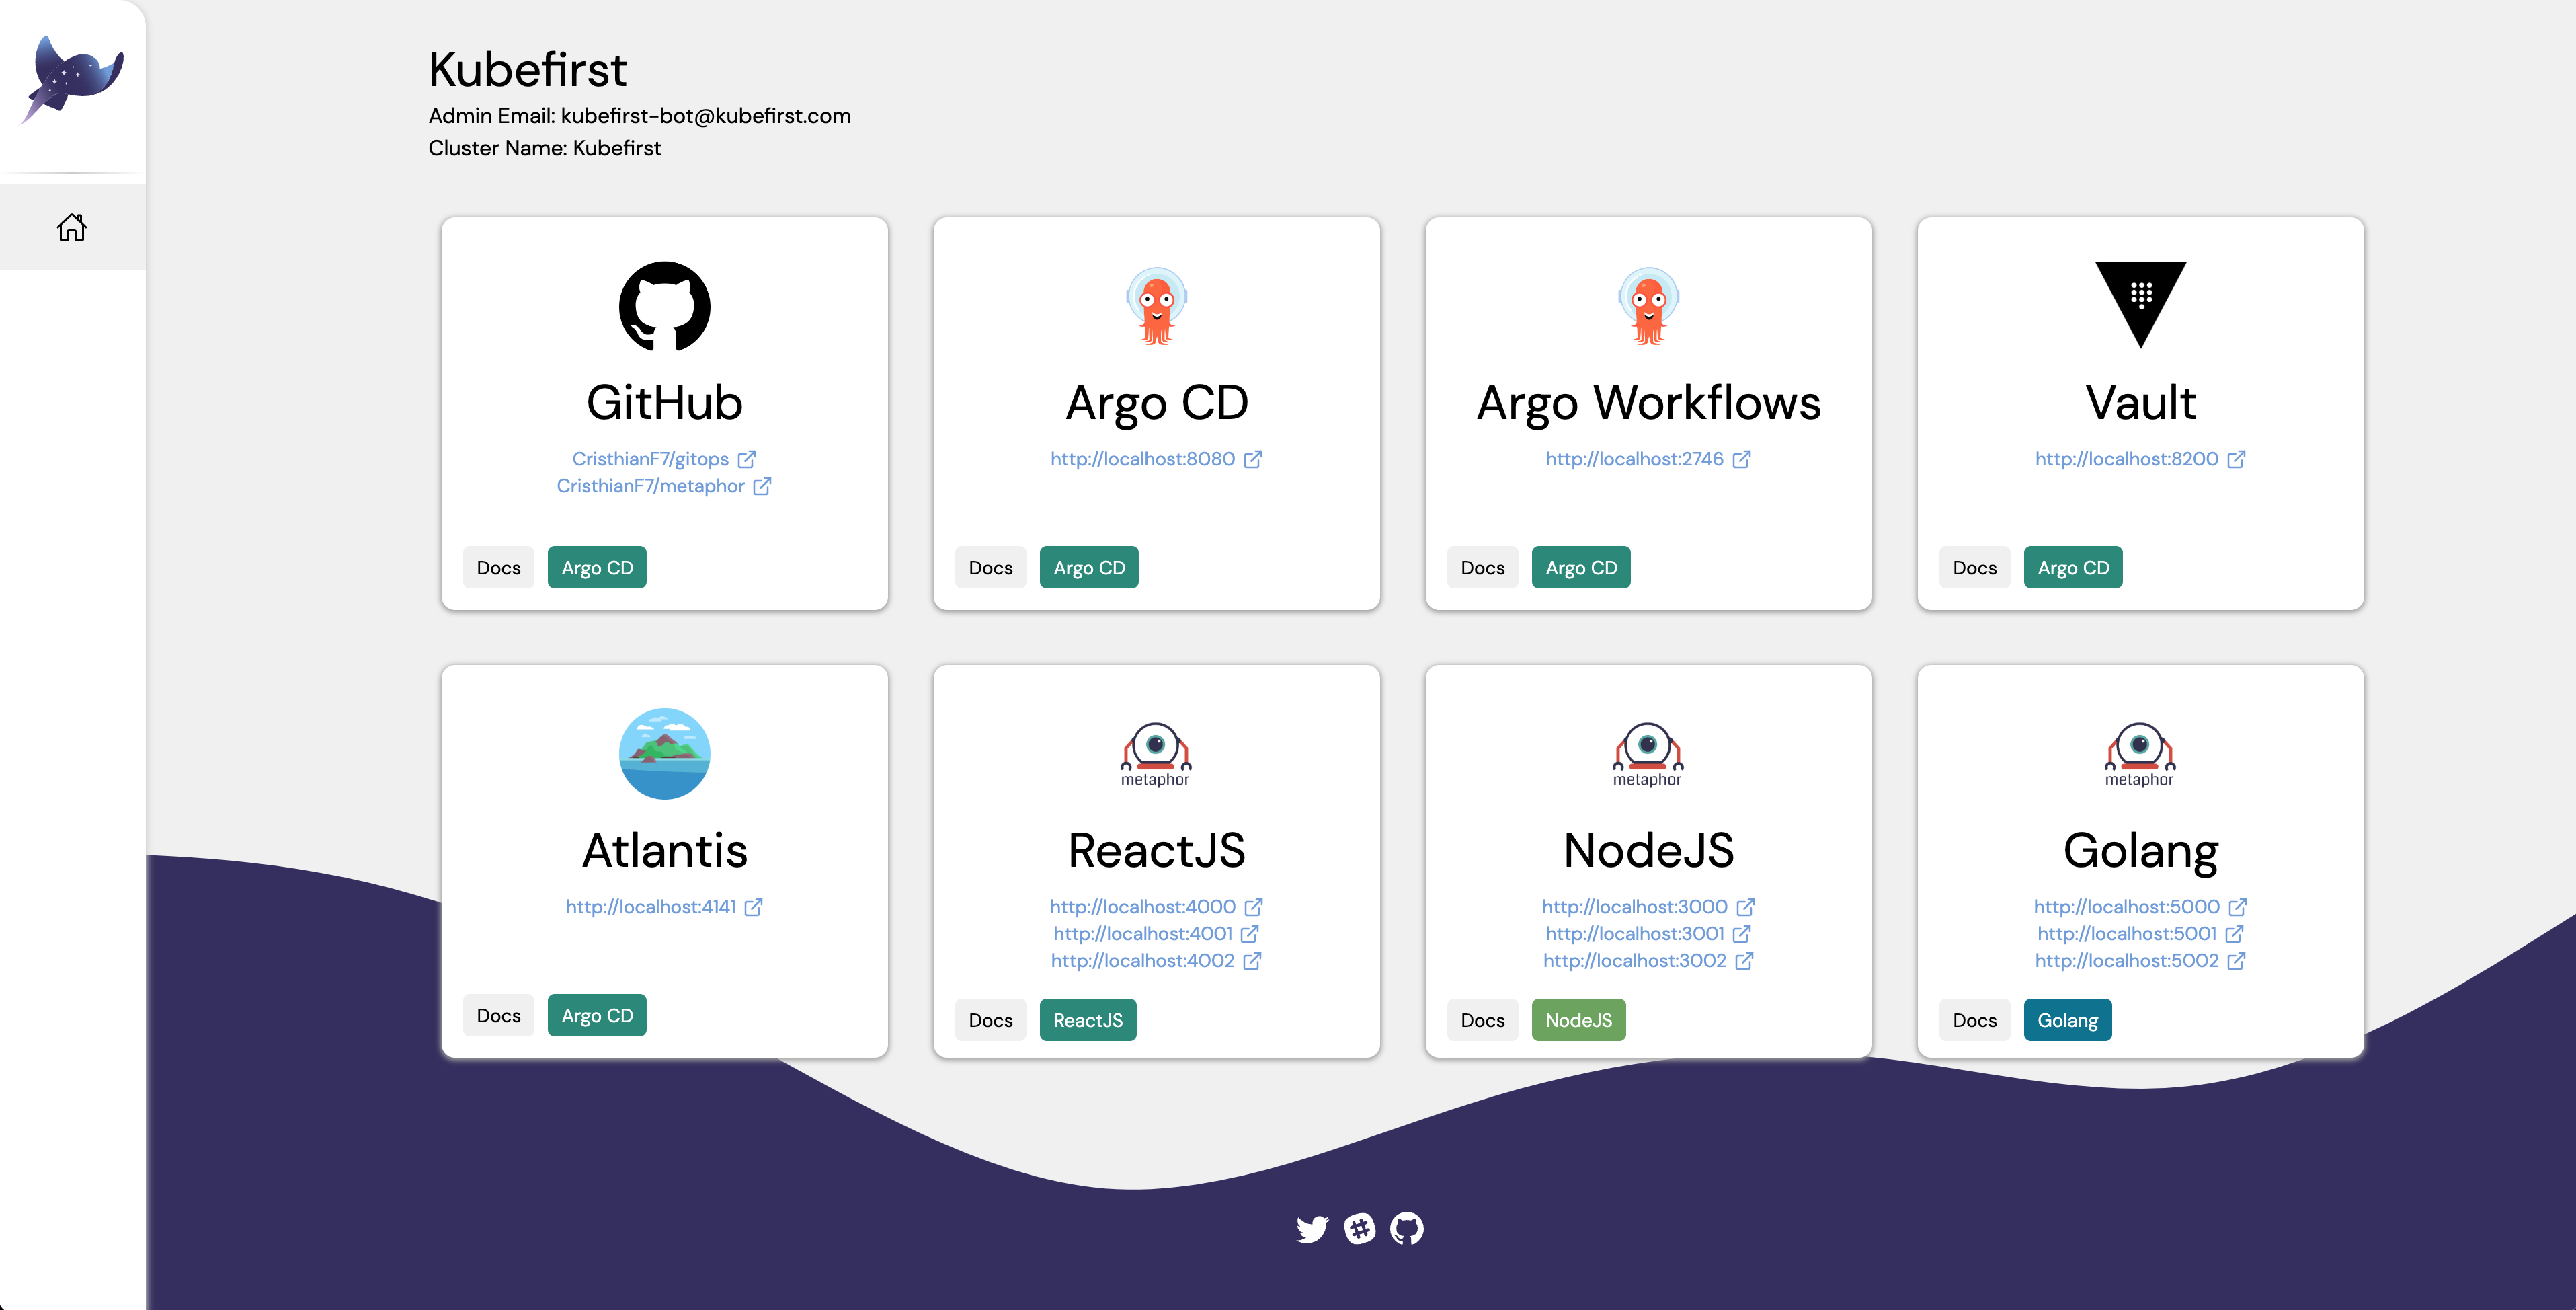 Kubefirst
Admin Email: kubefirst-bot@kubefirst.com
Cluster Name: Kubefirst
GitHub
CristhianF7/gitops
CristhianF7/metaphor
Docs
Argo CD
Argo CD
http://localhost:8080
Docs
Argo CD
Argo Workflows
http://localhost:2746
Docs
Argo CD
Vault
http://localhost:8200
Docs
Argo CD
Atlantis
http://localhost:4141
Docs
Argo CD
metaphor
ReactJS
http://localhost:4000
http://localhost:4001
http://localhost:4002
Docs
ReactJS
metaphor
NodeJS
http://localhost:3000
http://localhost:3001
http://localhost:3002
Docs
NodeJS
metaphor
Golang
http://localhost:5000
http://localhost:5001
http://localhost:5002
Docs
Golang